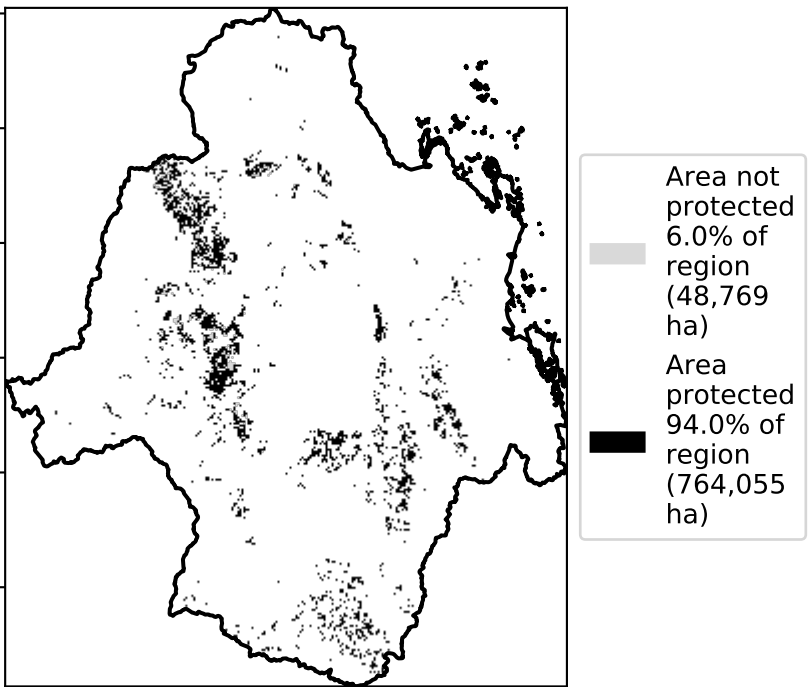 Area not
protected
6.0% of
region
(48,769
ha)
Area
protected
94.0% of
region
(764,055
ha)